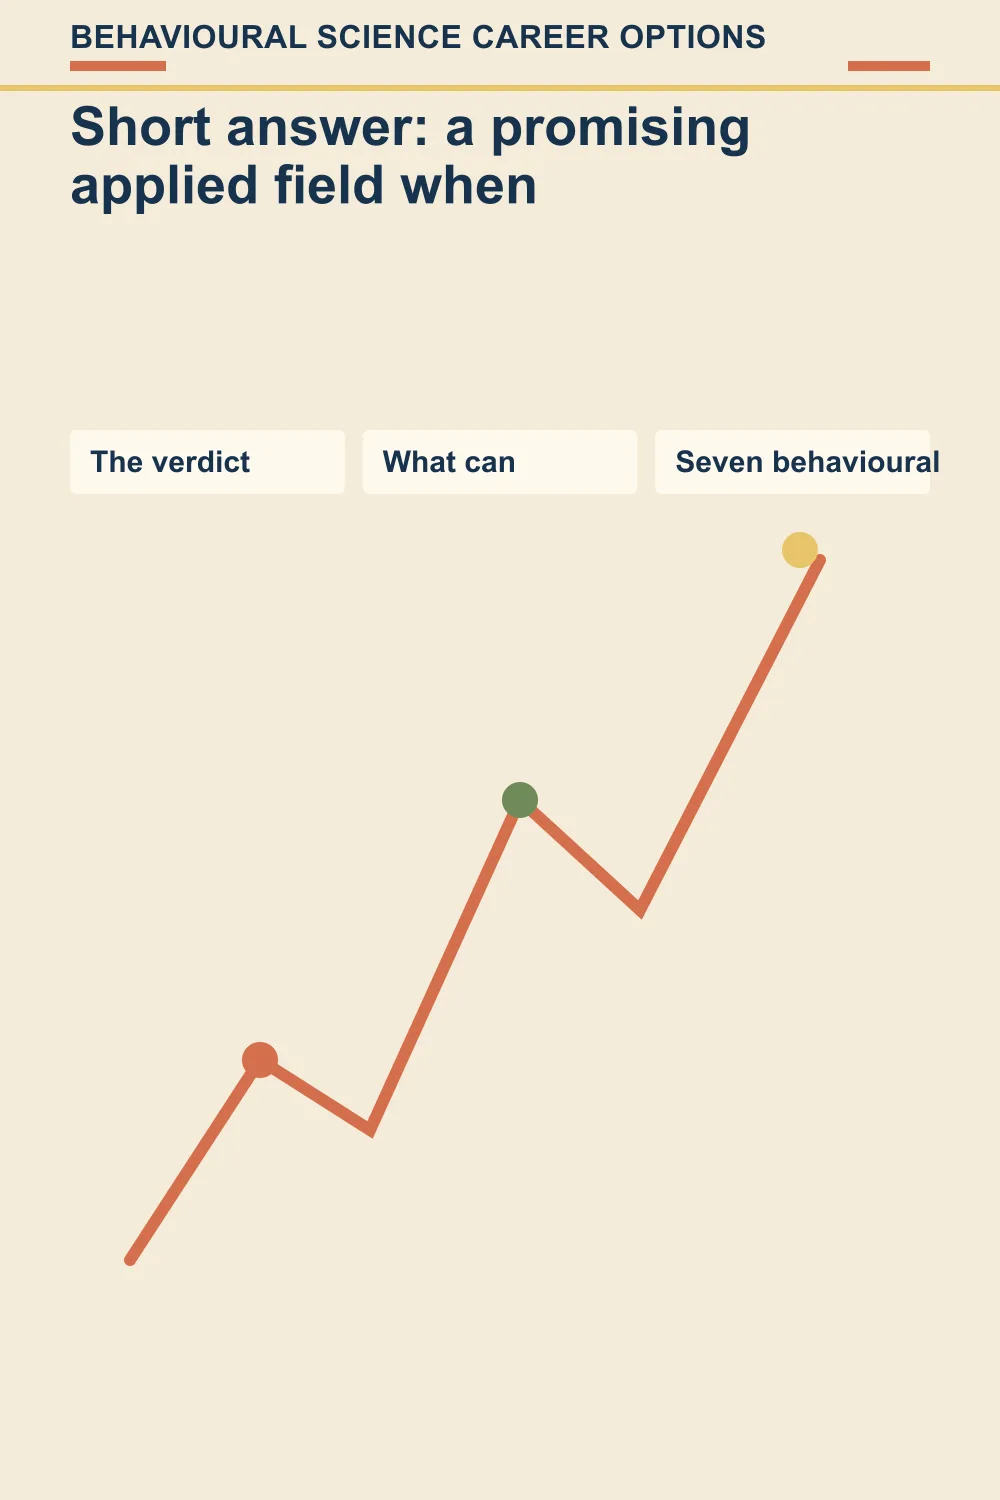 BEHAVIOURAL SCIENCE CAREER OPTIONS
Short answer: a promising
applied field when
The verdict
What can
Seven behavioural